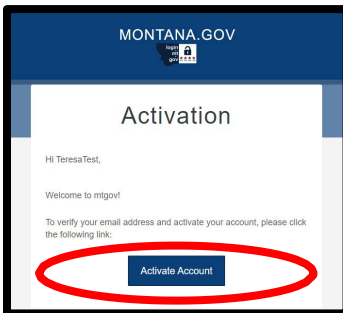 MONTANA.GOV
login
mt
gov
Activation
Hi TeresaTest,
Welcome to mtgov!
To verify your email address and activate your account, please click
the following link:
Activate Account